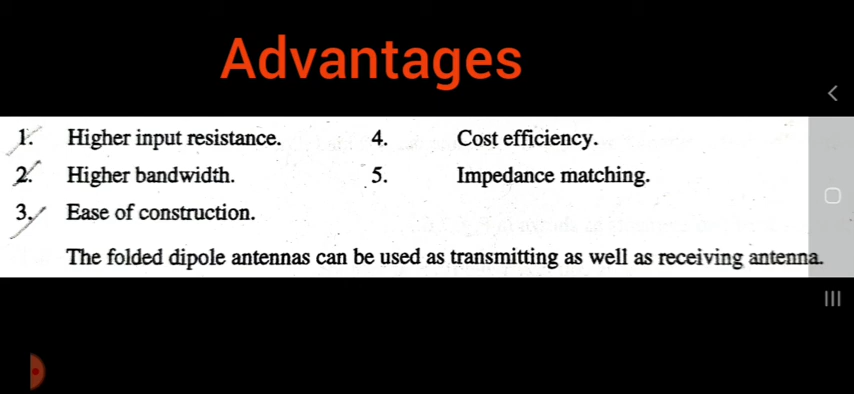 Advantages
1. Higher input resistance. 4. Cost efficiency.
2. Higher bandwidth. 5. Impedance matching.
3. Ease of construction.
The folded dipole antennas can be used as transmitting as well as receiving antenna.